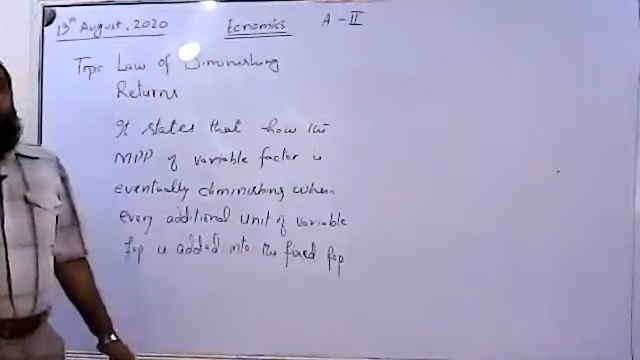 13th August, 2020 Economics A-II
Topic Law of Diminishing
Returns
It states that how the
MPP of variable factor is
eventually diminishing when
every additional unit of variable
fop is added into the fixed fop